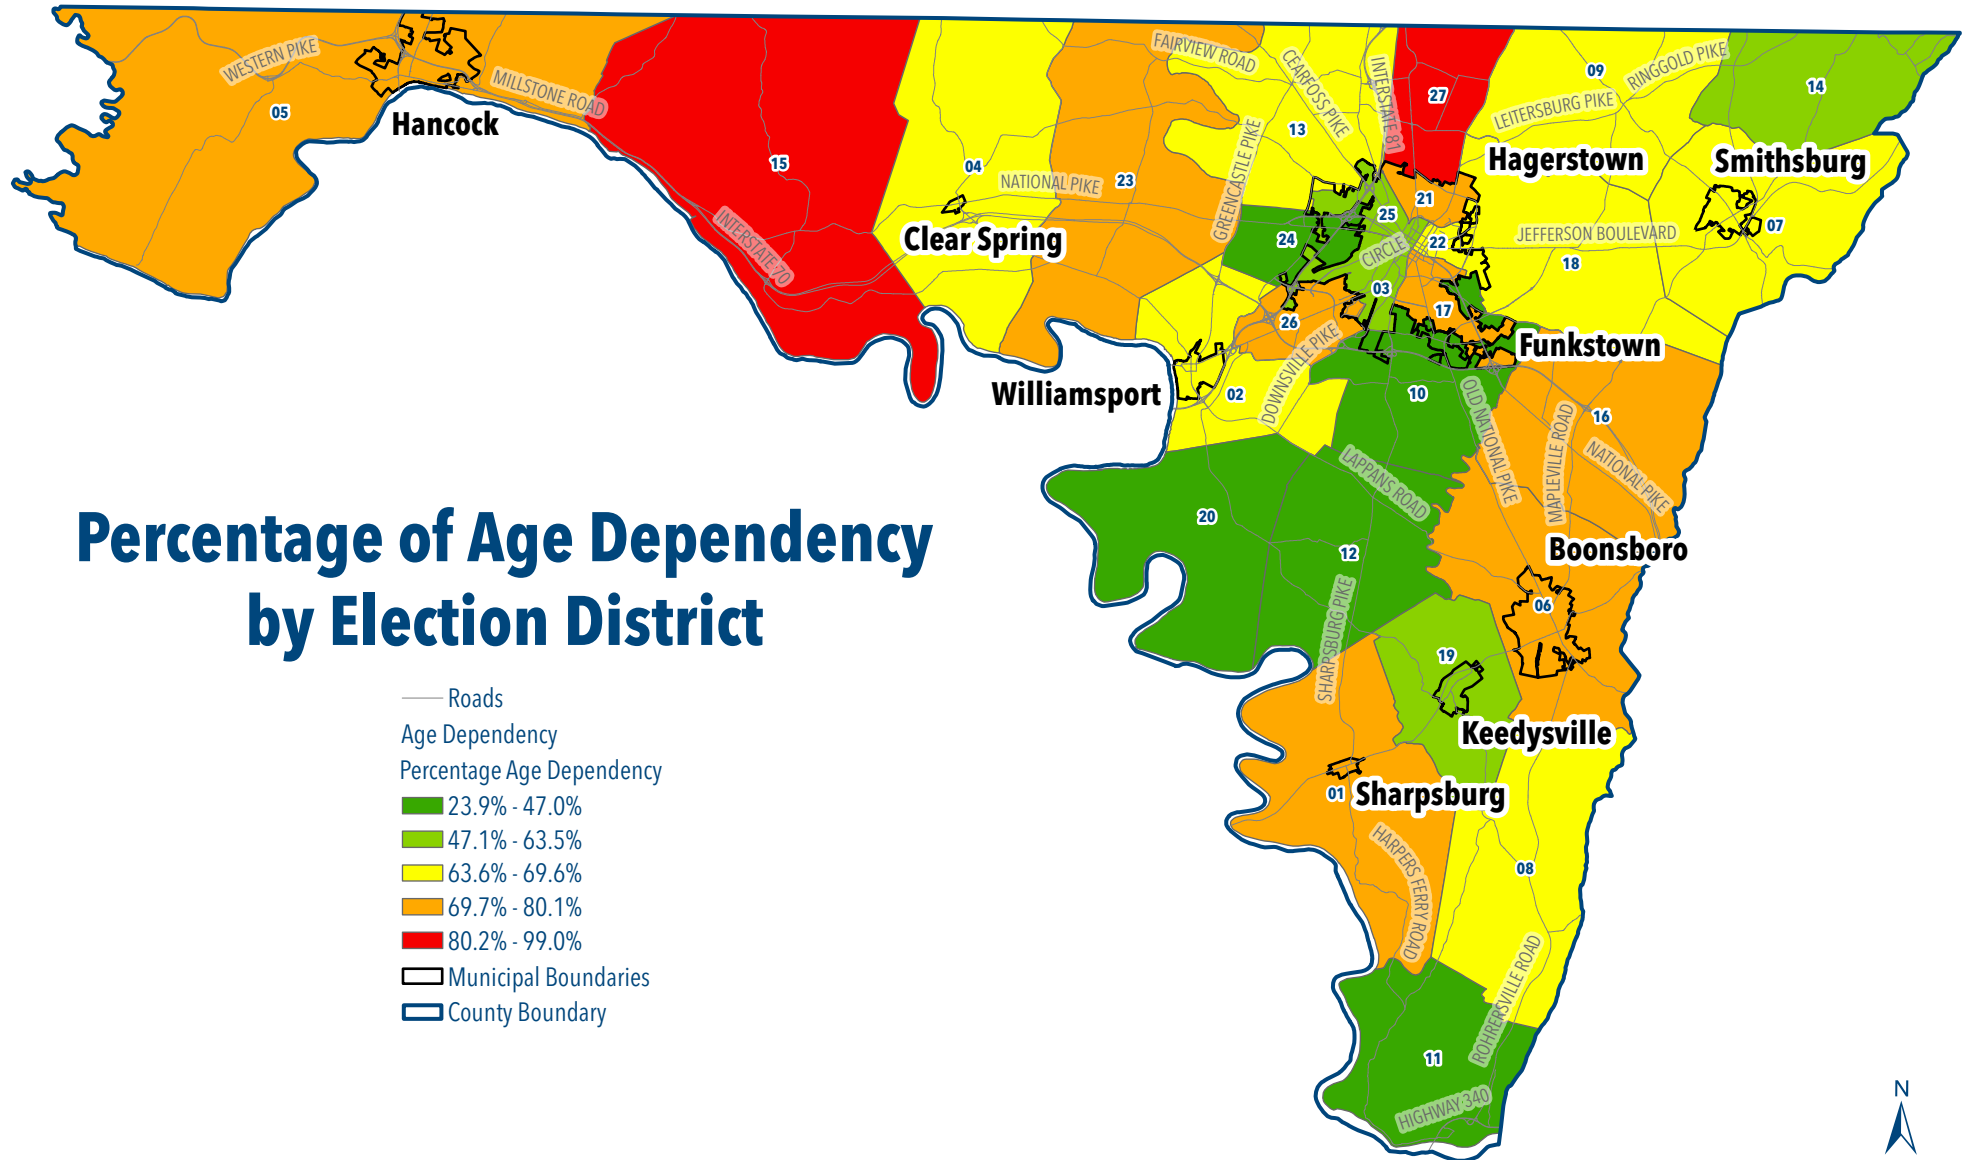 WESTERN PIKE
MILLSTONE ROAD
05
Hancock
15
INTERSTATE 70
04
NATIONAL PIKE
23
Clear Spring
FAIRVIEW ROAD
CEARFOSS PIKE
INTERSTATE 81
27
09
RINGGOLD PIKE
LEITERSBURG PIKE
14
13
GREENCASTLE PIKE
Hagerstown
Smithsburg
21
25
24
CIRCLE
22
JEFFERSON BOULEVARD
07
18
03
17
26
DOWNSVILLE PIKE
Funkstown
Williamsport
02
10
OLD NATIONAL PIKE
MAPLEVILLE ROAD
16
NATIONAL PIKE
LAPPANS ROAD
20
12
Boonsboro
06
SHARPSBURG PIKE
19
Keedysville
01
Sharpsburg
HARPERS FERRY ROAD
08
ROHRERSVILLE ROAD
11
HIGHWAY 340
Percentage of Age Dependency
by Election District
Roads
Age Dependency
Percentage Age Dependency
23.9% - 47.0%
47.1% - 63.5%
63.6% - 69.6%
69.7% - 80.1%
80.2% - 99.0%
Municipal Boundaries
County Boundary
N